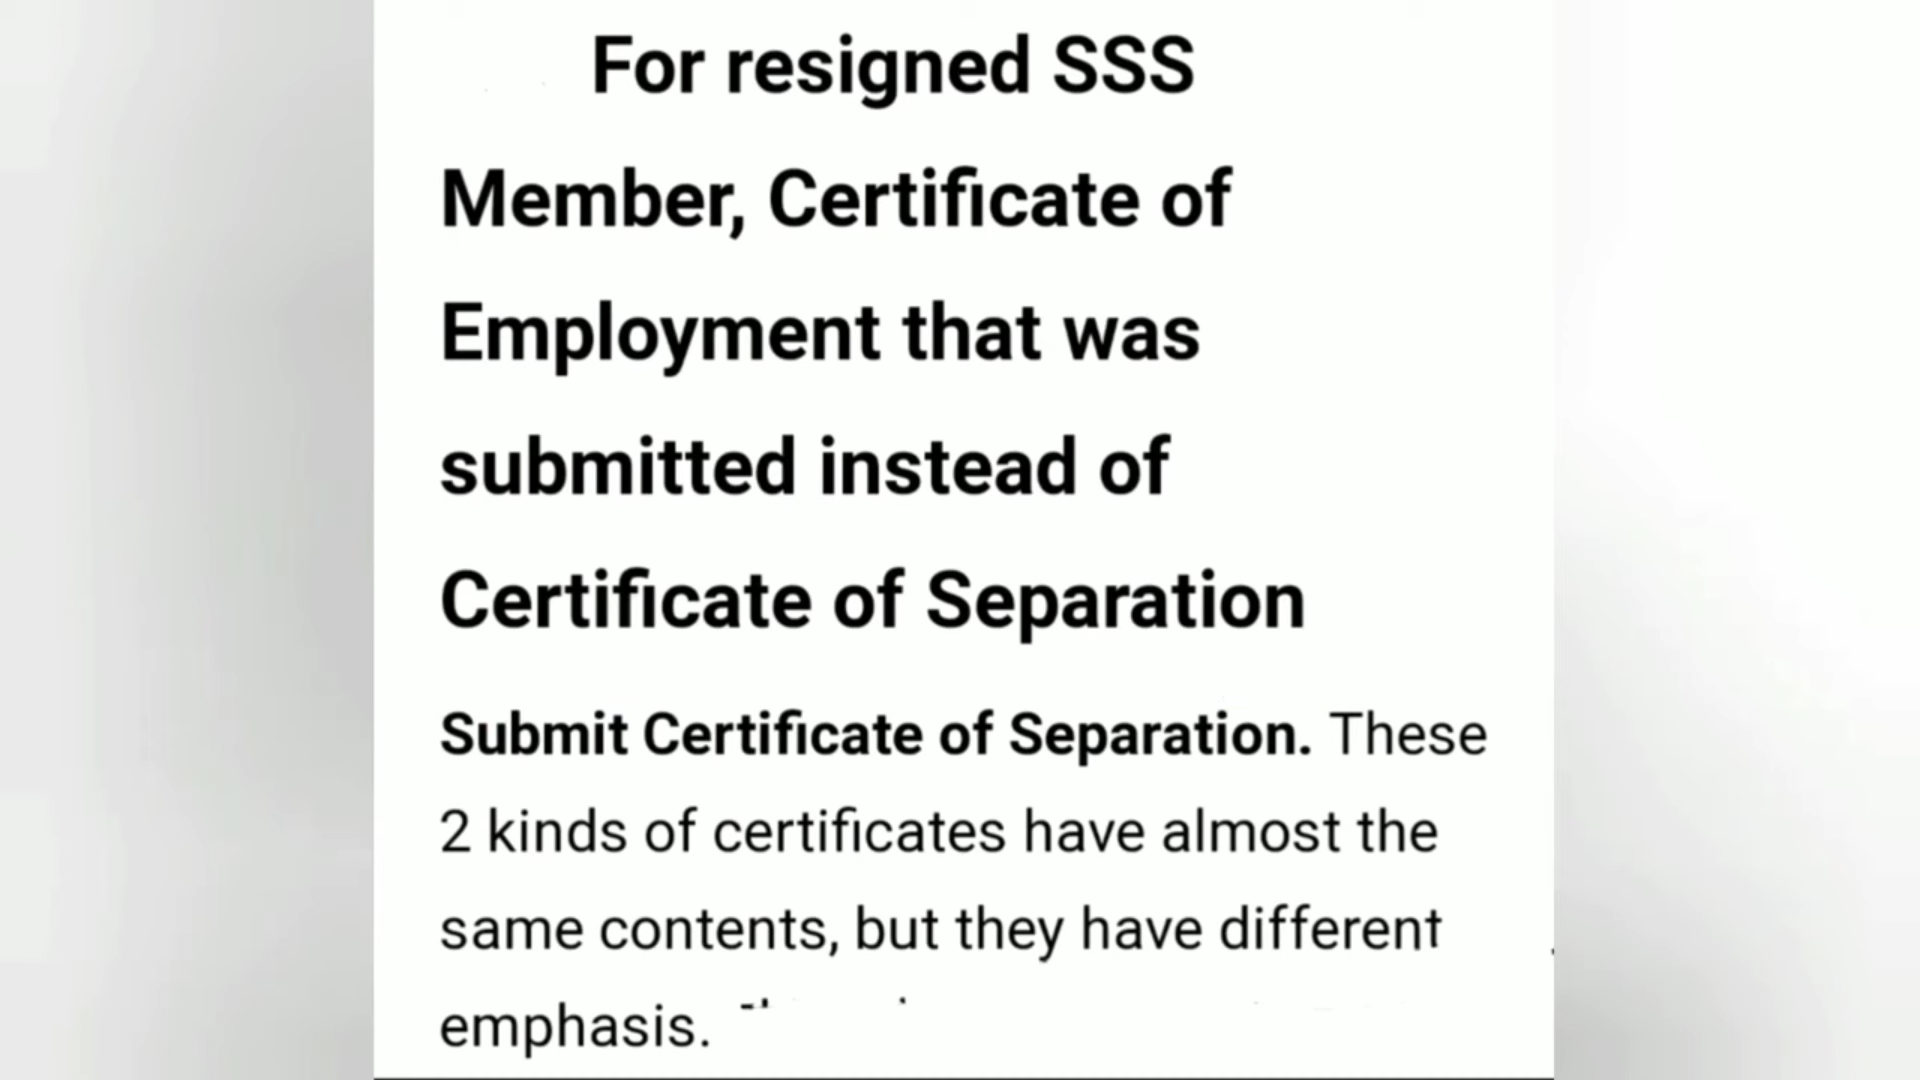 For resigned SSS
Member, Certificate of
Employment that was
submitted instead of
Certificate of Separation
Submit Certificate of Separation. These
2 kinds of certificates have almost the
same contents, but they have different
emphasis.